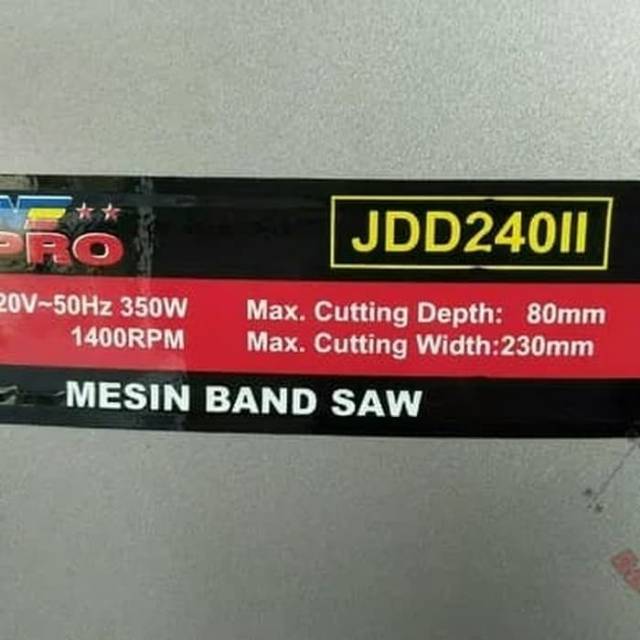 PRO
JDD240II
20V~50Hz 350W
1400RPM
Max. Cutting Depth: 80mm
Max. Cutting Width:230mm
MESIN BAND SAW